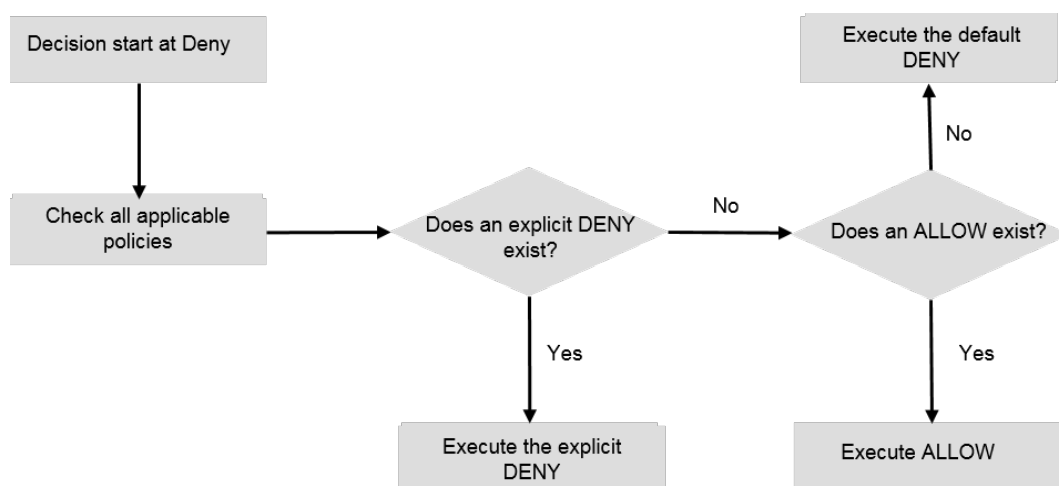 Decision start at Deny
Check all applicable
policies
Does an explicit DENY
exist?
Yes
Execute the explicit
DENY
No
Does an ALLOW exist?
No
Execute the default
DENY
Yes
Execute ALLOW